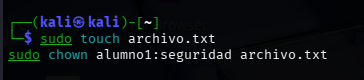 ┌──(kali㉿kali)-[~]
└─$ sudo touch archivo.txt
sudo chown alumno1:seguridad archivo.txt